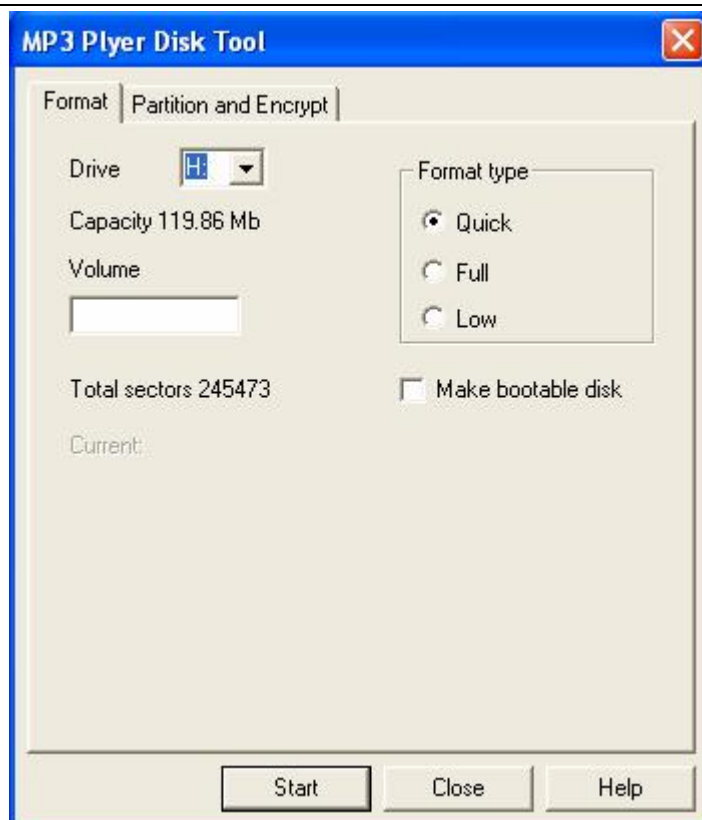 MP3 Plyer Disk Tool
Format
Partition and Encrypt
Drive
H:
Format type
Capacity 119.86 Mb
Quick
Volume
Full
Low
Total sectors 245473
Make bootable disk
Current:
Start
Close
Help